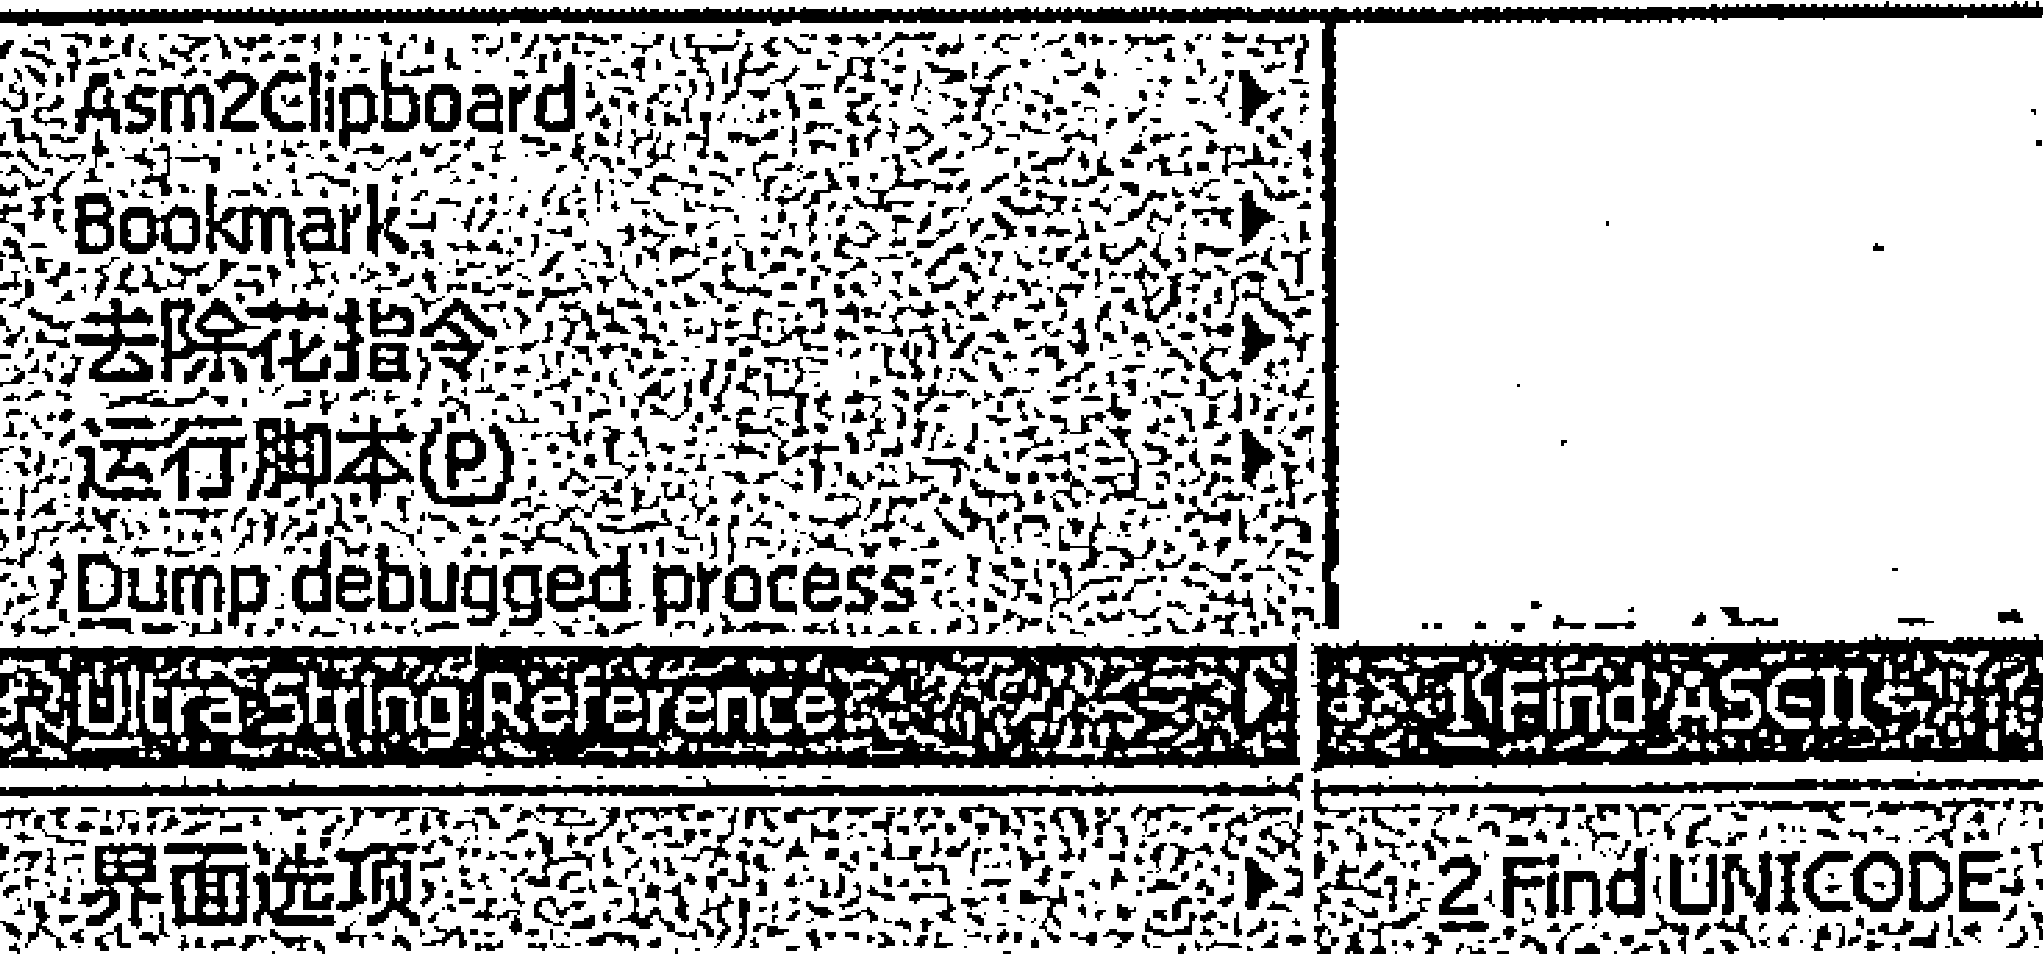 Asm2Clipboard
Bookmark
去除花指令
运行脚本(P)
Dump debugged process
Ultra String Reference
1 Find ASCII
界面选项
2 Find UNICODE